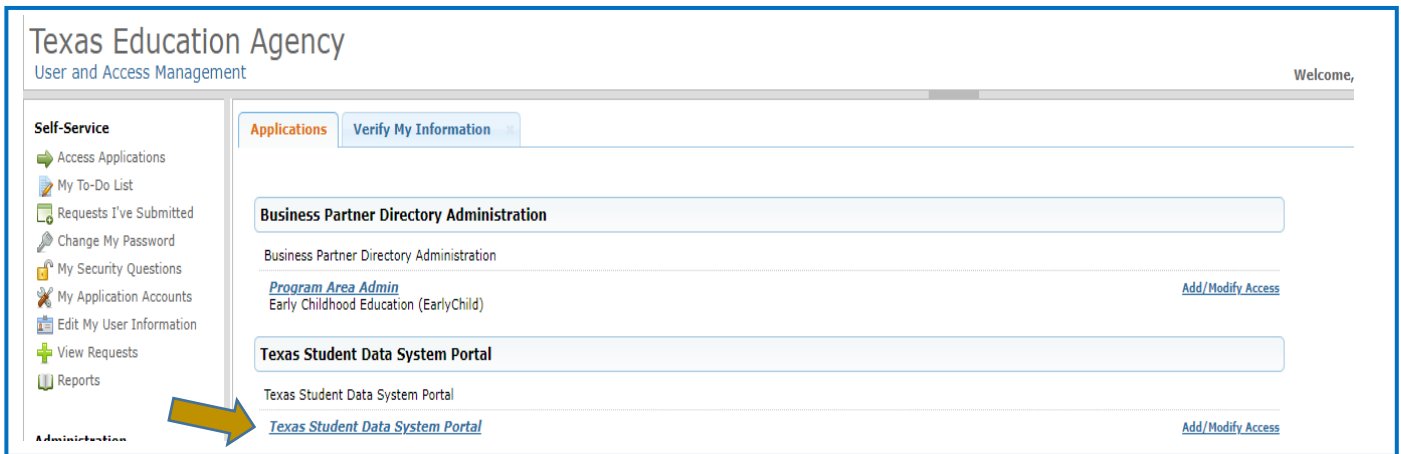 Texas Education Agency
User and Access Management
Welcome,
Self-Service
Access Applications
My To-Do List
Requests I've Submitted
Change My Password
My Security Questions
My Application Accounts
Edit My User Information
View Requests
Reports
Administration
Applications
Verify My Information
Business Partner Directory Administration
Business Partner Directory Administration
Program Area Admin
Add/Modify Access
Early Childhood Education (EarlyChild)
Texas Student Data System Portal
Texas Student Data System Portal
Texas Student Data System Portal
Add/Modify Access